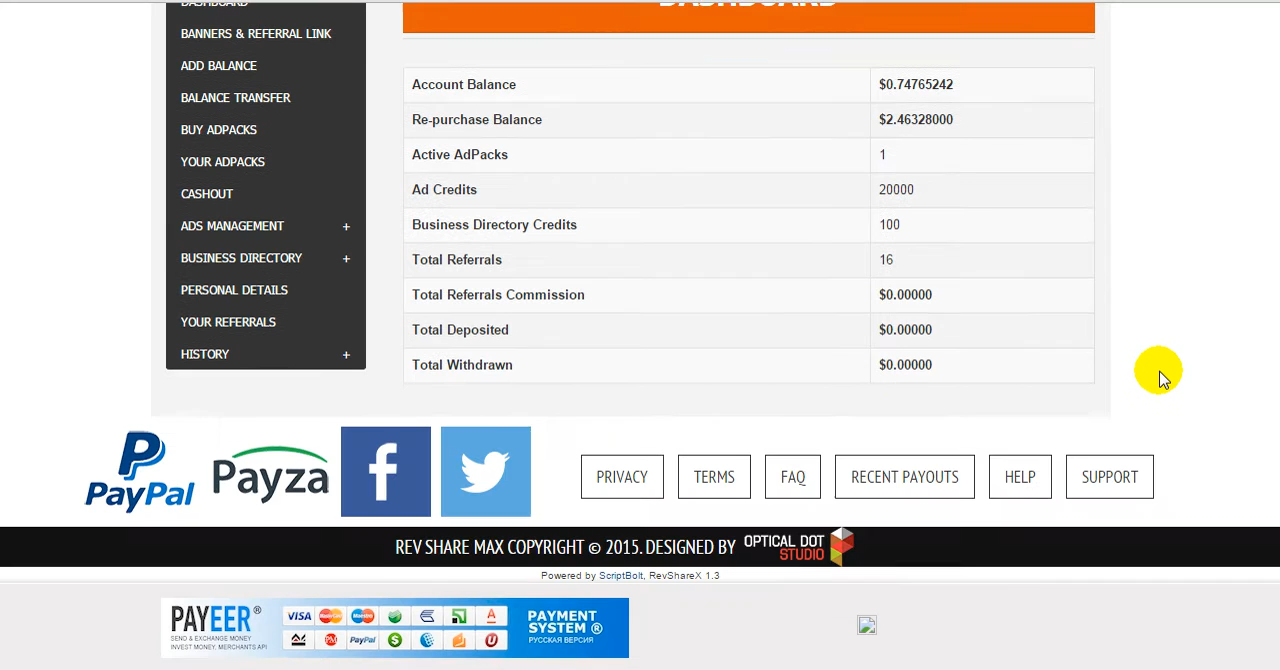 DASHBOARD
DASHBOARD
BANNERS & REFERRAL LINK
ADD BALANCE
BALANCE TRANSFER
BUY ADPACKS
YOUR ADPACKS
CASHOUT
ADS MANAGEMENT +
BUSINESS DIRECTORY +
PERSONAL DETAILS
YOUR REFERRALS
HISTORY +
Account Balance $0.74765242
Re-purchase Balance $2.46328000
Active AdPacks 1
Ad Credits 20000
Business Directory Credits 100
Total Referrals 16
Total Referrals Commission $0.00000
Total Deposited $0.00000
Total Withdrawn $0.00000
PayPal
Payza
PRIVACY TERMS FAQ RECENT PAYOUTS HELP SUPPORT
REV SHARE MAX COPYRIGHT © 2015. DESIGNED BY OPTICAL DOT
STUDIO
Powered by ScriptBolt, RevShareX 1.3
PAYEER®
SEND & EXCHANGE MONEY
INVEST MONEY, MERCHANTS API
VISA
PayPal
PAYMENT
SYSTEM ®
РУССКАЯ ВЕРСИЯ